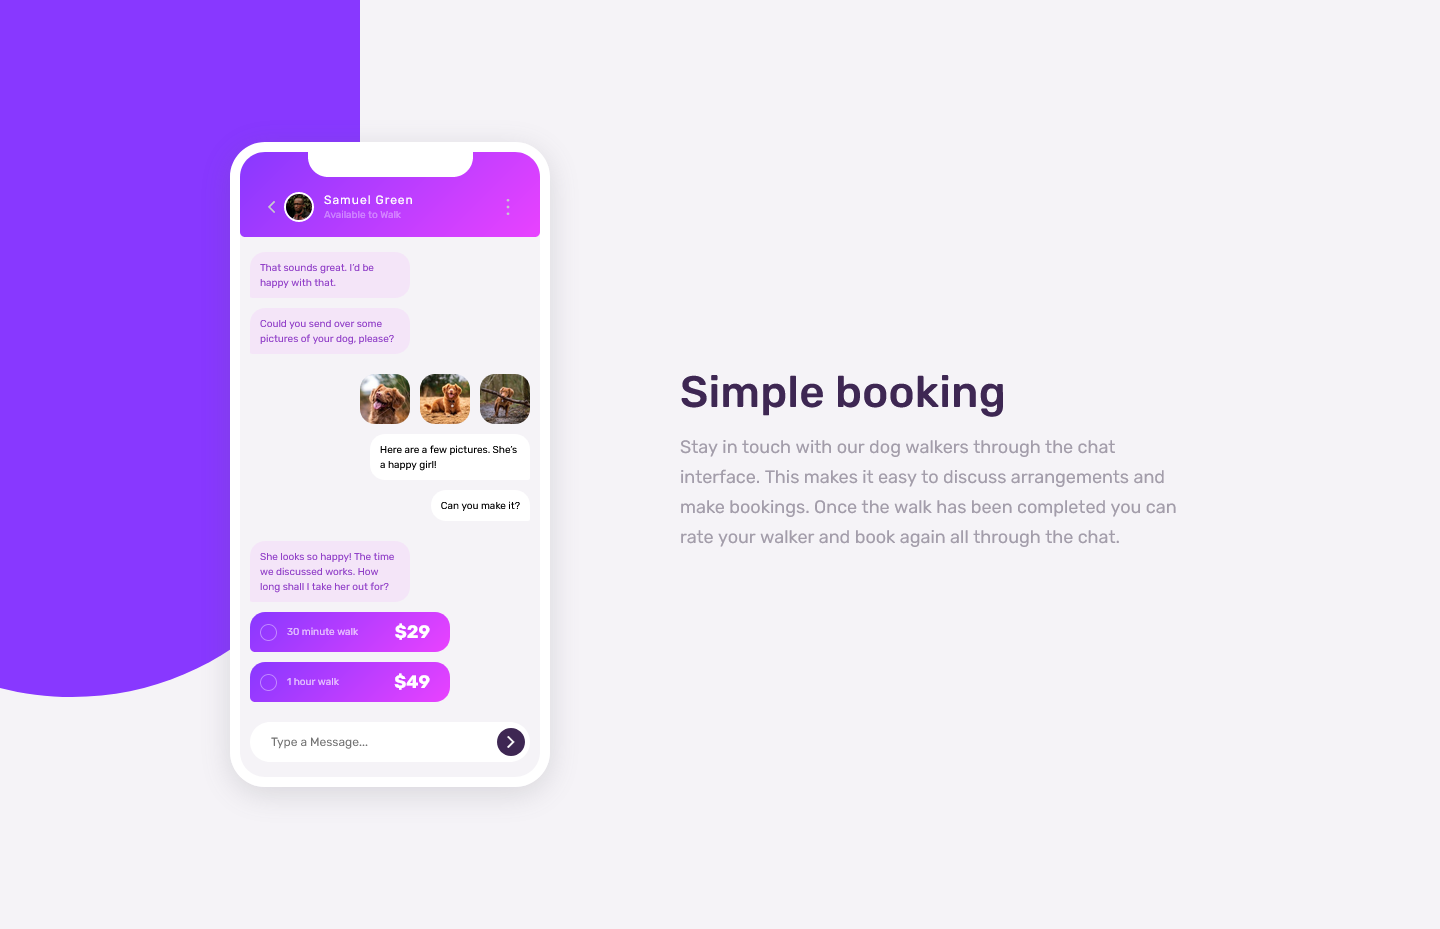 Samuel Green
Available to Walk
That sounds great. I'd be
happy with that.
Could you send over some
pictures of your dog, please?
Here are a few pictures. She's
a happy girl!
Can you make it?
She looks so happy! The time
we discussed works. How
long shall I take her out for?
30 minute walk $29
1 hour walk $49
Type a Message...
Simple booking
Stay in touch with our dog walkers through the chat
interface. This makes it easy to discuss arrangements and
make bookings. Once the walk has been completed you can
rate your walker and book again all through the chat.